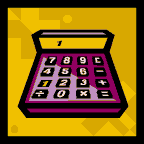 1
7 8 9 C
4 5 6 -
1 2 3 +
÷ 0 × =